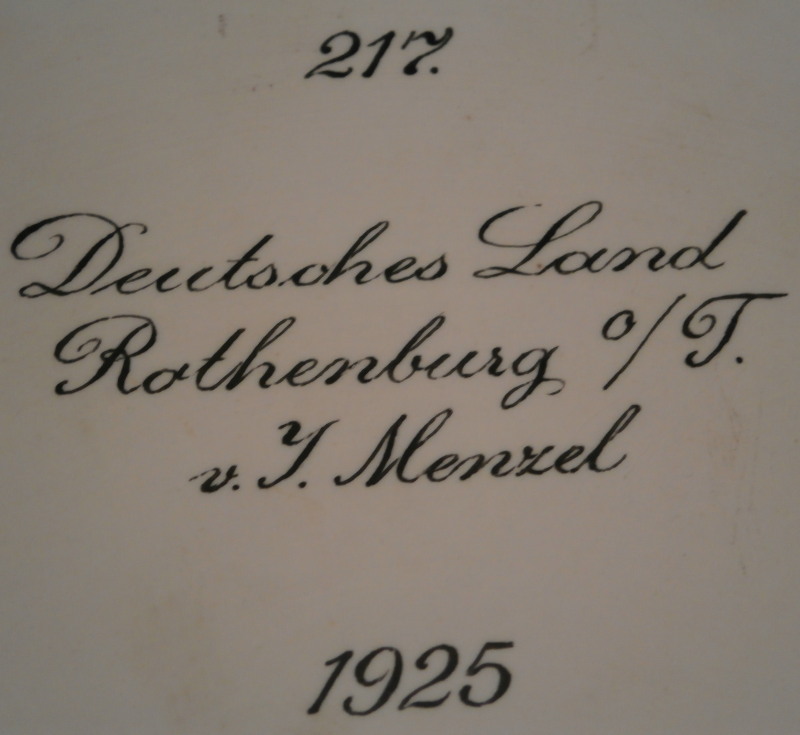 217.
Deutsches Land
Rothenburg o/T.
v. J. Menzel
1925